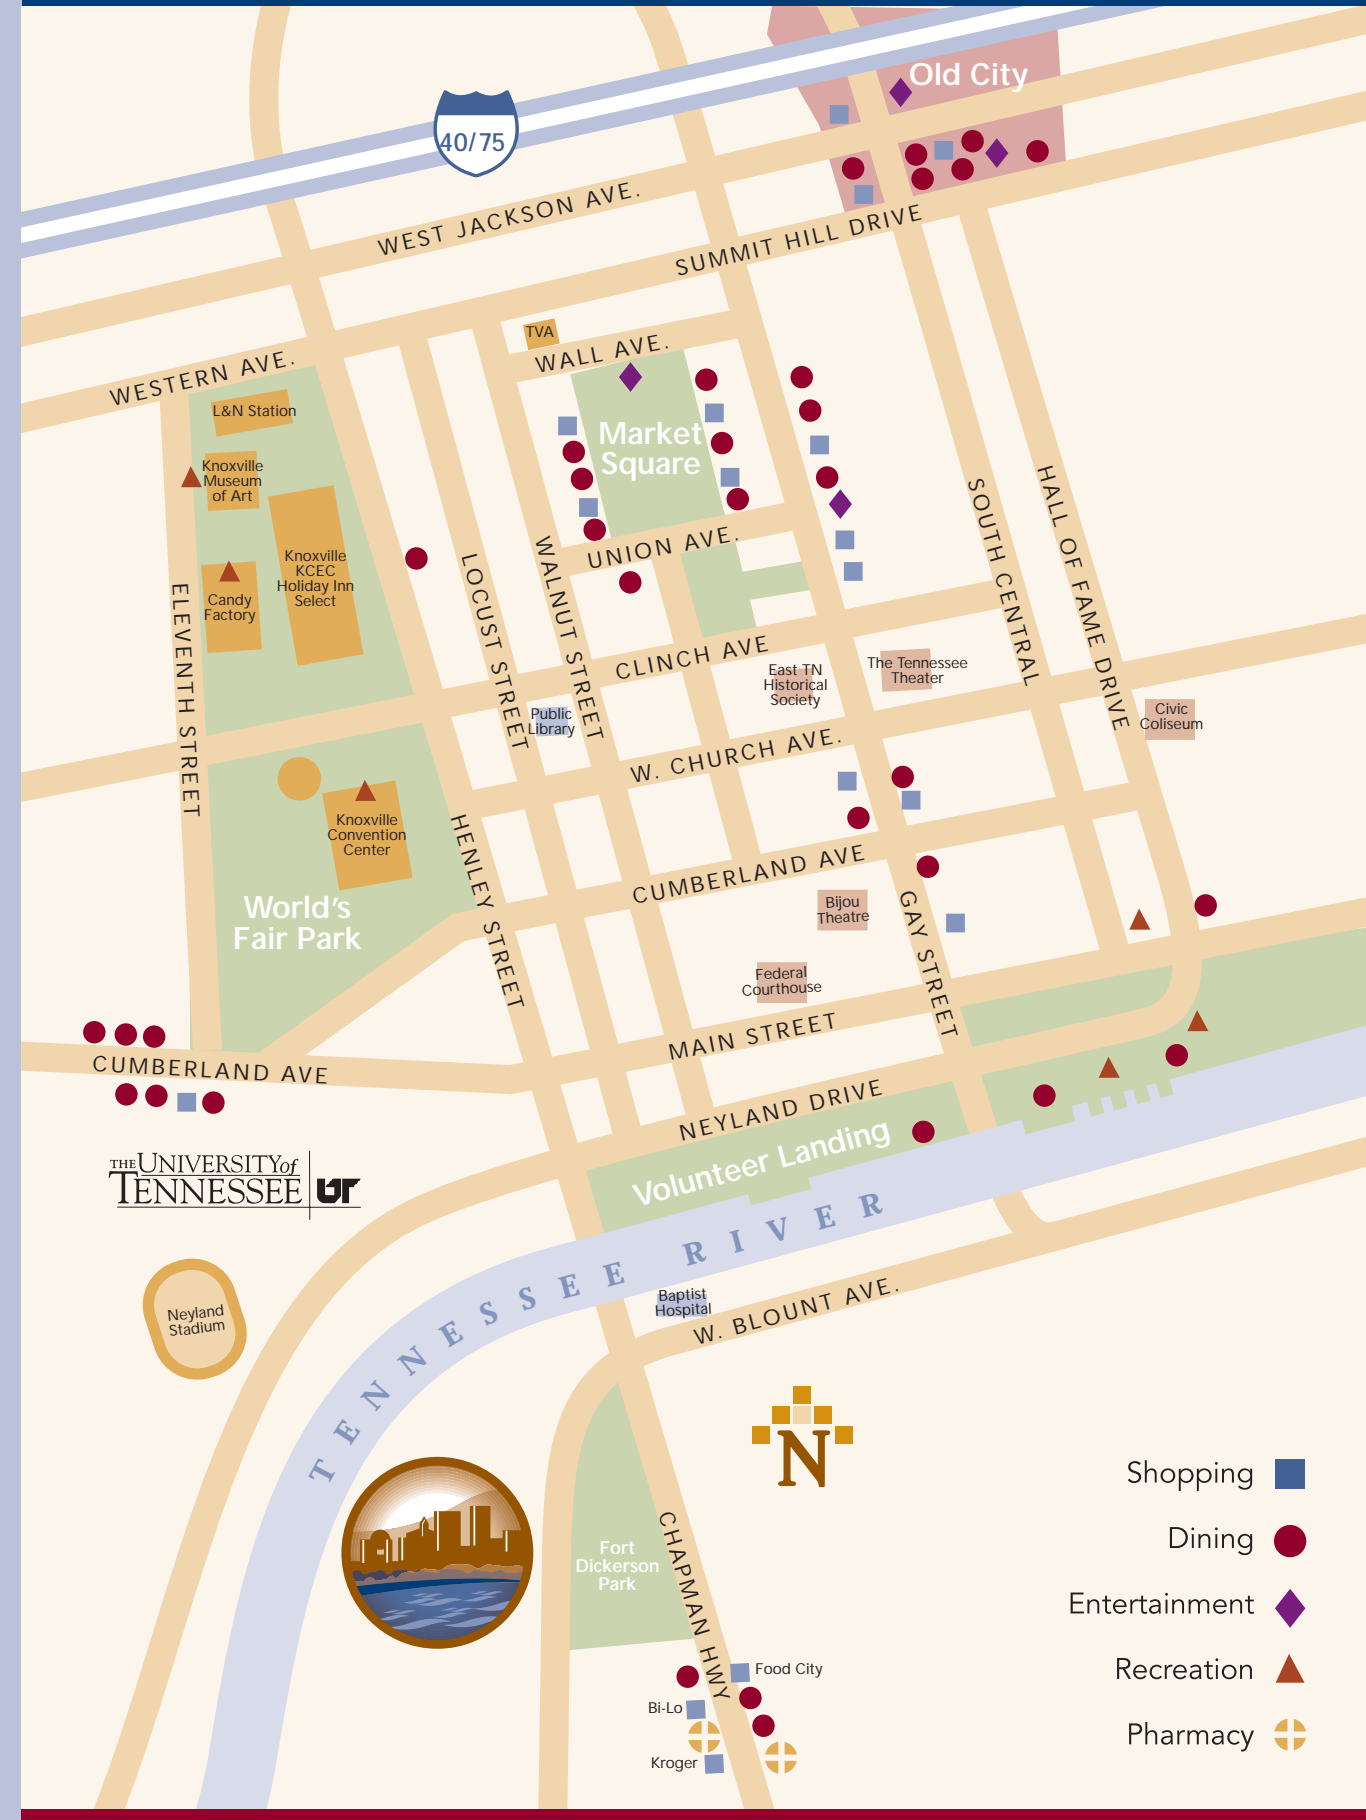 Old City
40/75
WEST JACKSON AVE.
SUMMIT HILL DRIVE
TVA
WALL AVE.
WESTERN AVE.
L&N Station
Market
Square
Knoxville
Museum
of Art
Knoxville
KCEC
Holiday Inn
Select
Candy
Factory
ELEVENTH STREET
LOCUST STREET
WALNUT STREET
UNION AVE.
SOUTH CENTRAL
HALL OF FAME DRIVE
CLINCH AVE
East TN
Historical
Society
The Tennessee
Theater
Civic
Coliseum
Public
Library
W. CHURCH AVE.
Knoxville
Convention
Center
HENLEY STREET
CUMBERLAND AVE
World's
Fair Park
Bijou
Theatre
GAY STREET
Federal
Courthouse
MAIN STREET
CUMBERLAND AVE
NEYLAND DRIVE
Volunteer Landing
THE UNIVERSITY of
TENNESSEE UT
TENNESSEE RIVER
Neyland
Stadium
Baptist
Hospital
W. BLOUNT AVE.
N
CHAPMAN HWY
Fort
Dickerson
Park
Food City
Bi-Lo
Kroger
Shopping
Dining
Entertainment
Recreation
Pharmacy